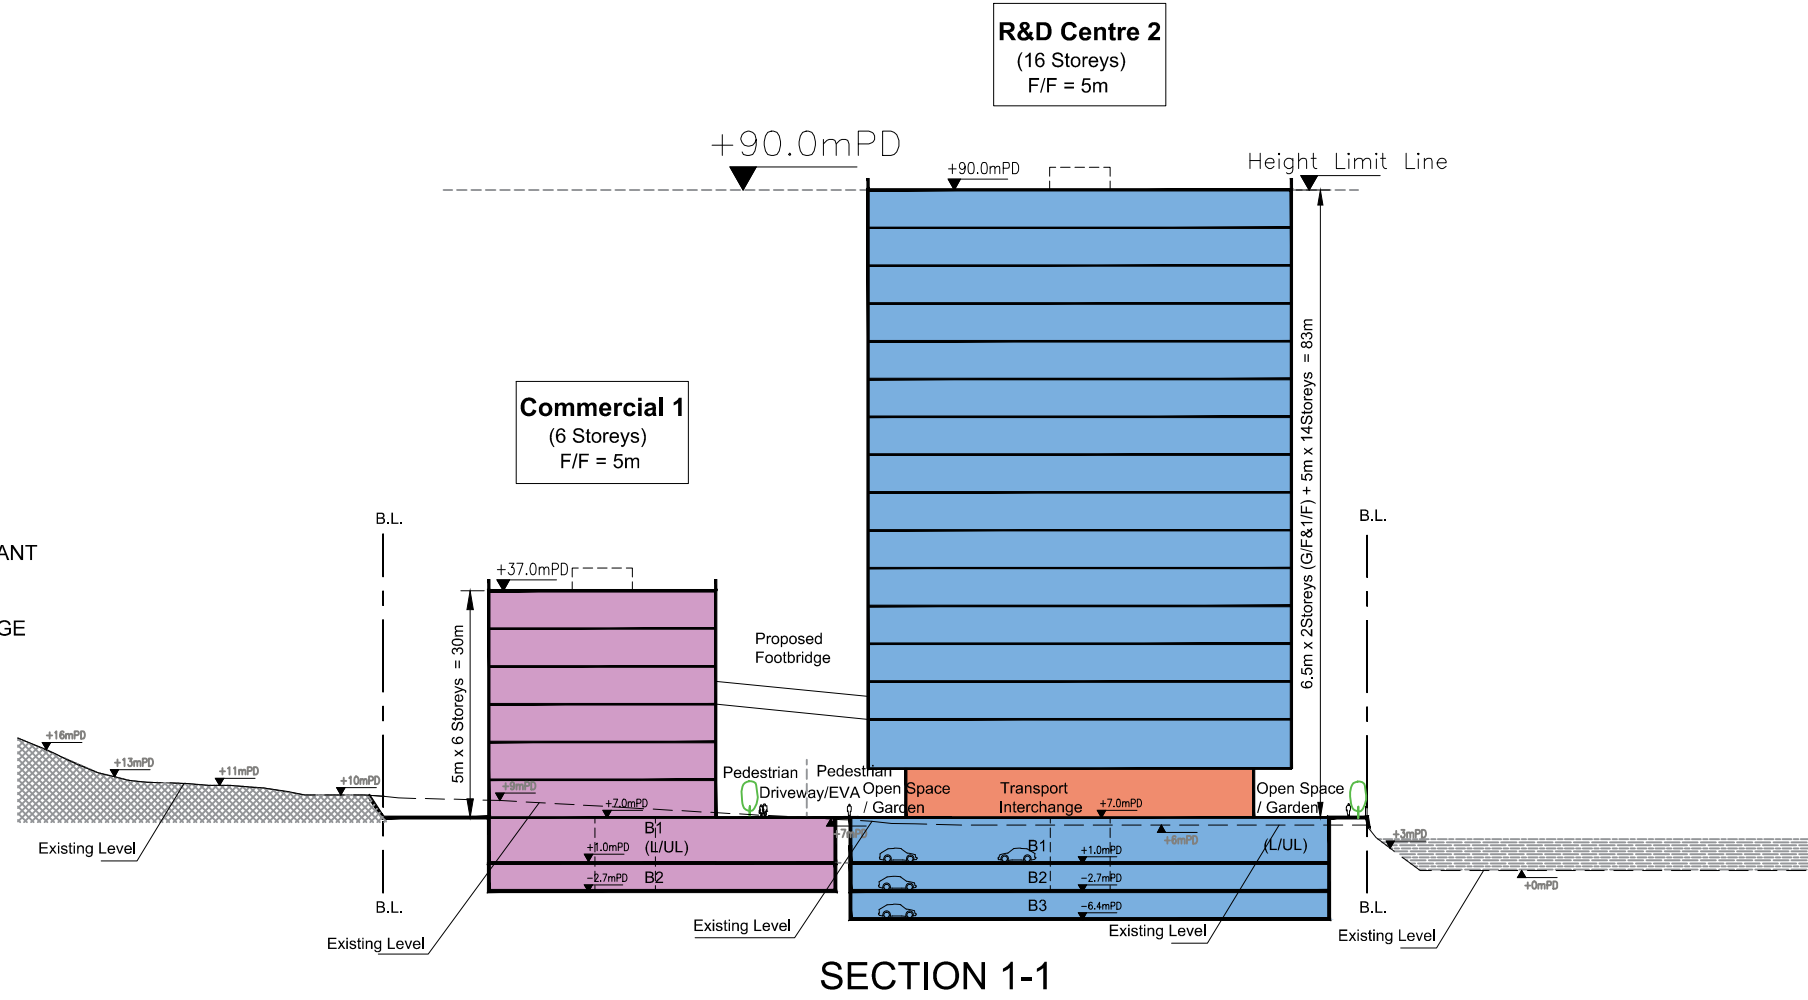 R&D Centre 2
(16 Storeys)
F/F = 5m
+90.0mPD
+90.0mPD
Height Limit Line
Commercial 1
(6 Storeys)
F/F = 5m
6.5m x 2Storeys (G/F&1/F) + 5m x 14Storeys = 83m
B.L.
B.L.
ANT
GE
+37.0mPD
5m x 6 Storeys = 30m
Proposed
Footbridge
+16mPD
+13mPD
+11mPD
+10mPD
+9mPD
Pedestrian
Pedestrian
Driveway/EVA
Open Space
/ Garden
Transport
Interchange
Open Space
/ Garden
+7.0mPD
+7.0mPD
+7mPD
+6mPD
+3mPD
+0mPD
Existing Level
B1
(L/UL)
+1.0mPD
B1
+1.0mPD
(L/UL)
-2.7mPD
B2
B2
-2.7mPD
B3
-6.4mPD
B.L.
B.L.
Existing Level
Existing Level
Existing Level
Existing Level
SECTION 1-1